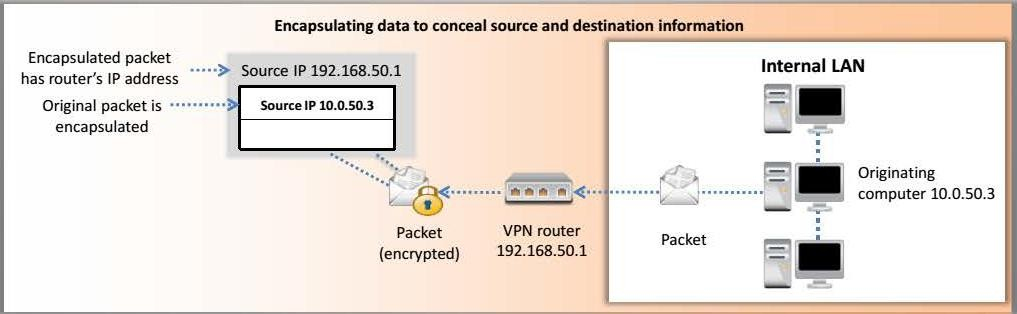 Encapsulating data to conceal source and destination information
Encapsulated packet
has router's IP address
Original packet is
encapsulated
Source IP 192.168.50.1
Source IP 10.0.50.3
Packet
(encrypted)
VPN router
192.168.50.1
Internal LAN
Packet
Originating
computer 10.0.50.3